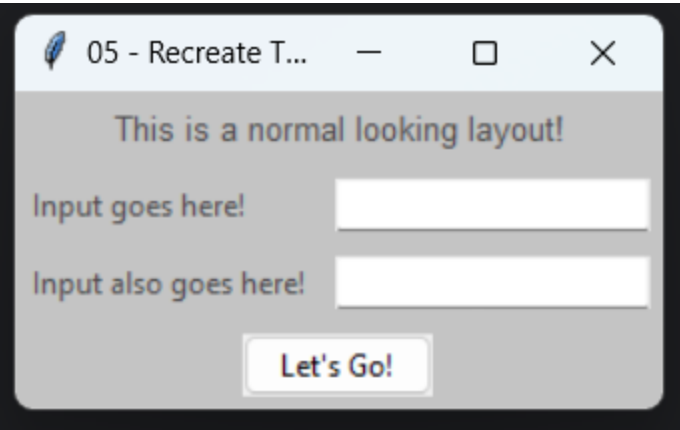 05 - Recreate T...
This is a normal looking layout!
Input goes here!
Input also goes here!
Let's Go!